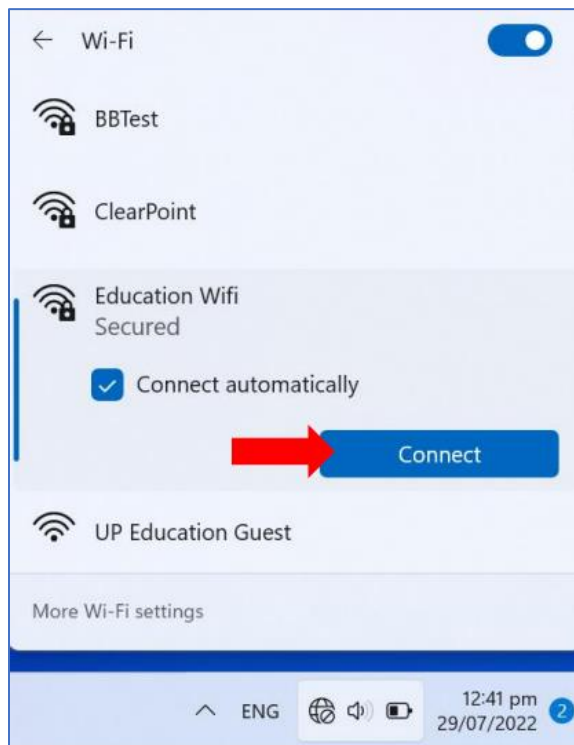 Wi-Fi
BBTest
ClearPoint
Education Wifi
Secured
Connect automatically
Connect
UP Education Guest
More Wi-Fi settings
ENG
12:41 pm
29/07/2022
2